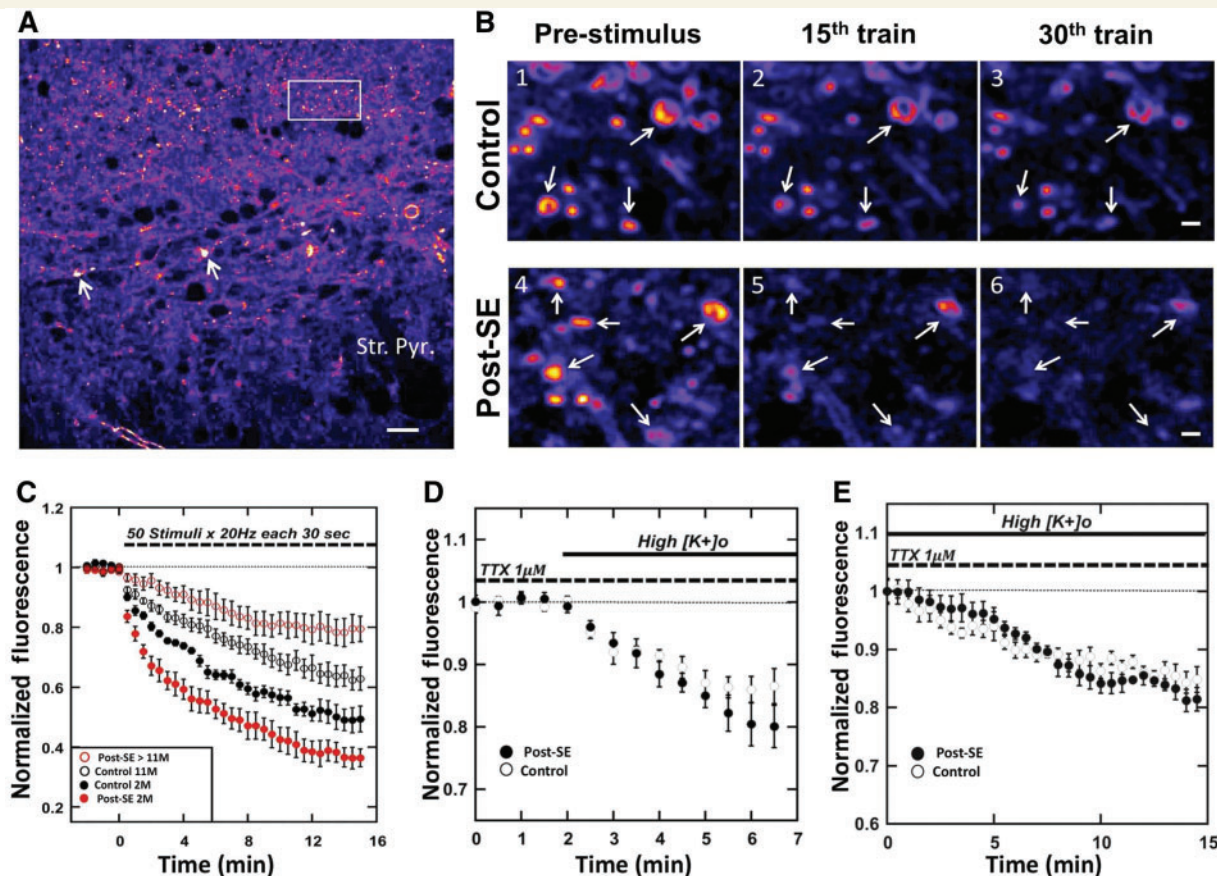 A
Str. Pyr.
B
Pre-stimulus
15th train
30th train
Control
1
2
3
Post-SE
4
5
6
C
Normalized fluorescence
1.2
1
0.8
0.6
0.4
0.2
50 Stimuli x 20Hz each 30 sec
Post-SE > 11M
Control 11M
Control 2M
Post-SE 2M
0
4
8
12
16
Time (min)
D
Normalized fluorescence
1.1
1
0.9
0.8
0.7
High [K+]o
TTX 1µM
Post-SE
Control
0
1
2
3
4
5
6
7
Time (min)
E
Normalized fluorescence
1.1
1
0.9
0.8
0.7
0.6
High [K+]o
TTX 1µM
Post-SE
Control
0
5
10
15
Time (min)